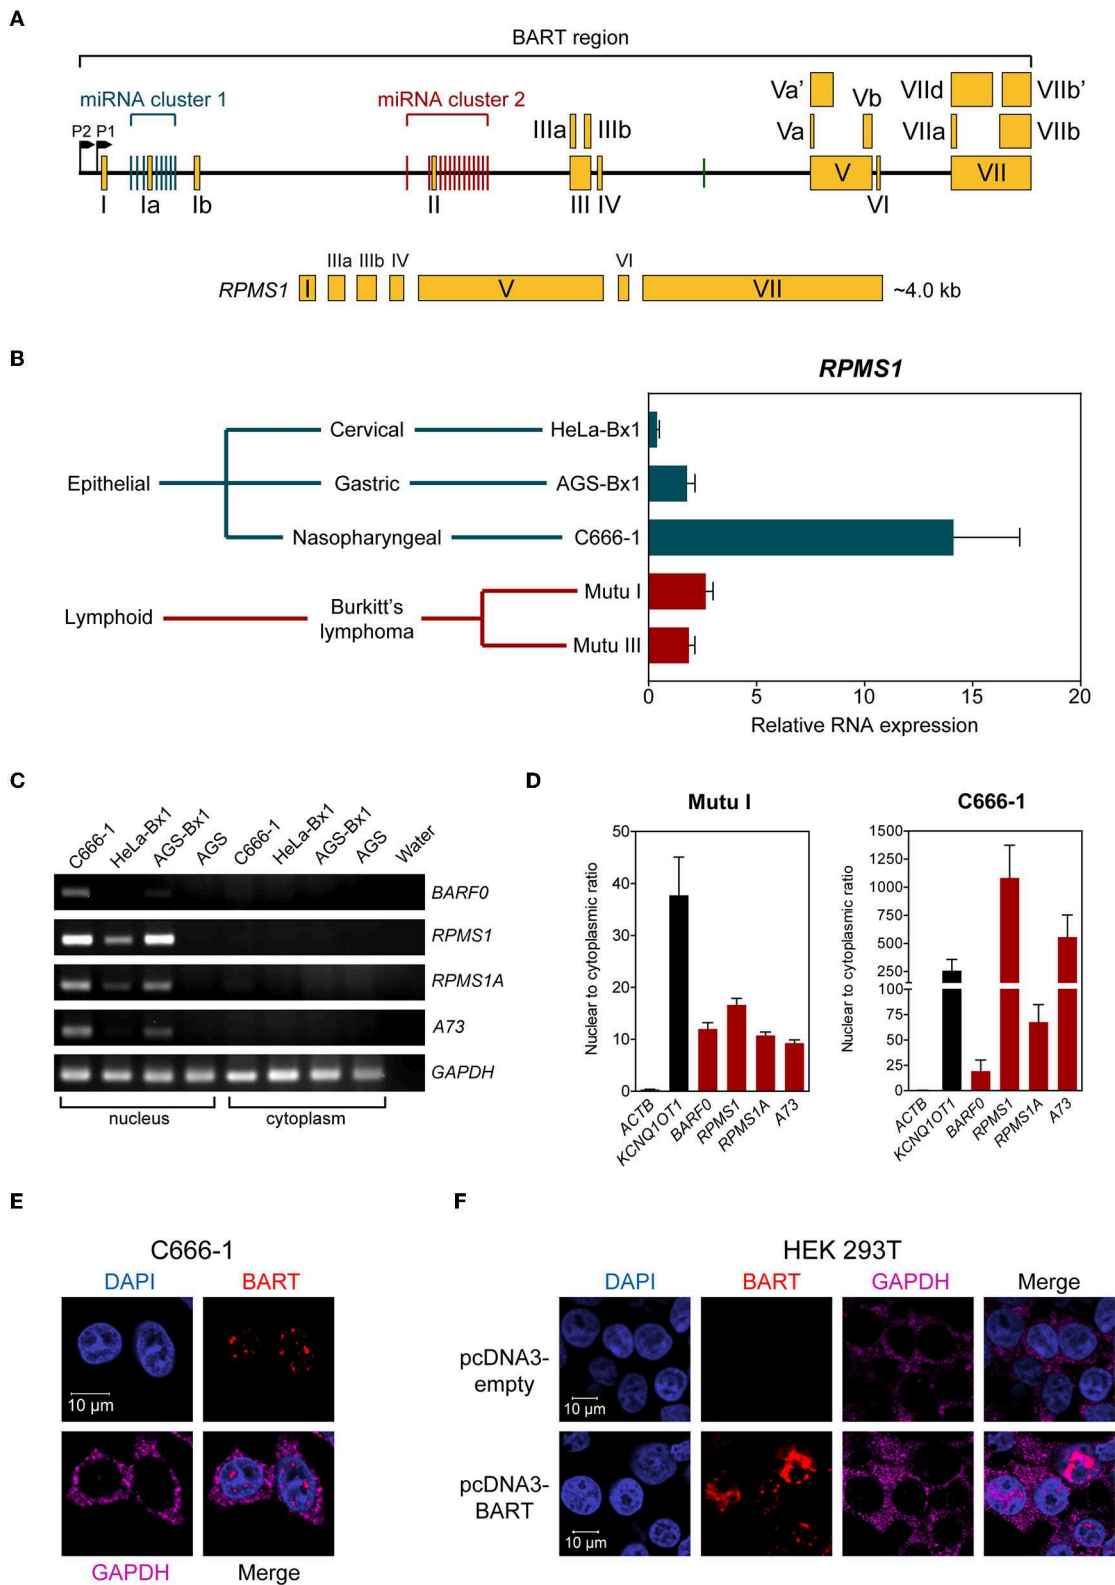 A
BART region
miRNA cluster 1
miRNA cluster 2
Va’
Vb
VIId
VIIb’
P2
P1
IIIa
IIIb
Va
VIIa
VIIb
V
VII
I
Ia
Ib
II
III
IV
VI
IIIa
IIIb
IV
VI
RPMS1
I
V
VII
~4.0 kb
B
RPMS1
Cervical
HeLa-Bx1
Epithelial
Gastric
AGS-Bx1
Nasopharyngeal
C666-1
Mutu I
Lymphoid
Burkitt’s
lymphoma
Mutu III
0
5
10
15
20
Relative RNA expression
C
C666-1
HeLa-Bx1
AGS-Bx1
AGS
C666-1
HeLa-Bx1
AGS-Bx1
AGS
Water
BARF0
RPMS1
RPMS1A
A73
GAPDH
nucleus
cytoplasm
D
Mutu I
Nuclear to cytoplasmic ratio
50
40
30
20
10
0
ACTB
KCNQ1OT1
BARF0
RPMS1
RPMS1A
A73
C666-1
Nuclear to cytoplasmic ratio
1500
1250
1000
750
500
250
100
75
50
25
0
ACTB
KCNQ1OT1
BARF0
RPMS1
RPMS1A
A73
E
C666-1
DAPI
BART
10 µm
GAPDH
Merge
F
HEK 293T
DAPI
BART
GAPDH
Merge
pcDNA3-
empty
10 µm
pcDNA3-
BART
10 µm